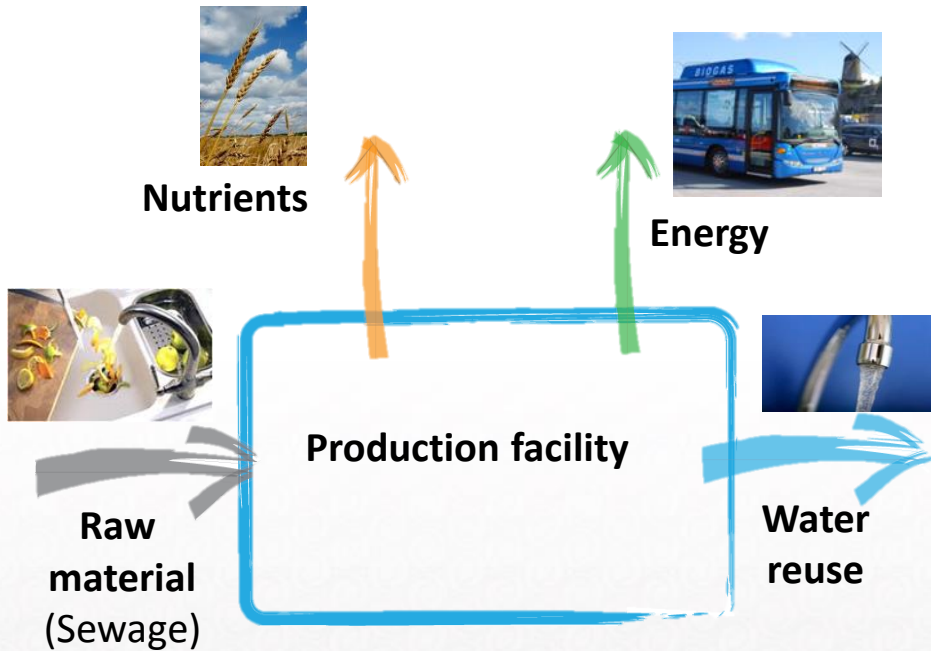 BIOGAS
Nutrients
Energy
Production facility
Raw
material
(Sewage)
Water
reuse